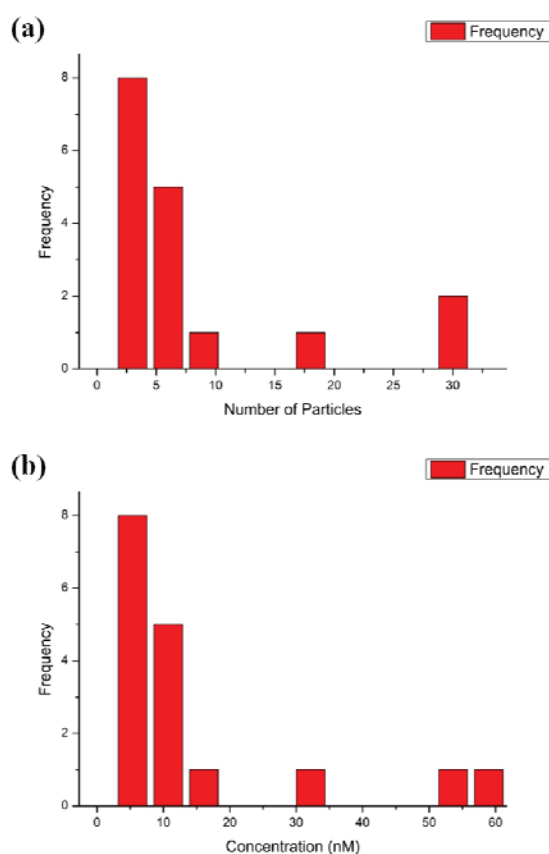 (a)
Frequency
8
6
4
2
0
Frequency
0 5 10 15 20 25 30
Number of Particles
(b)
Frequency
8
6
4
2
0
Frequency
0 10 20 30 40 50 60
Concentration (nM)